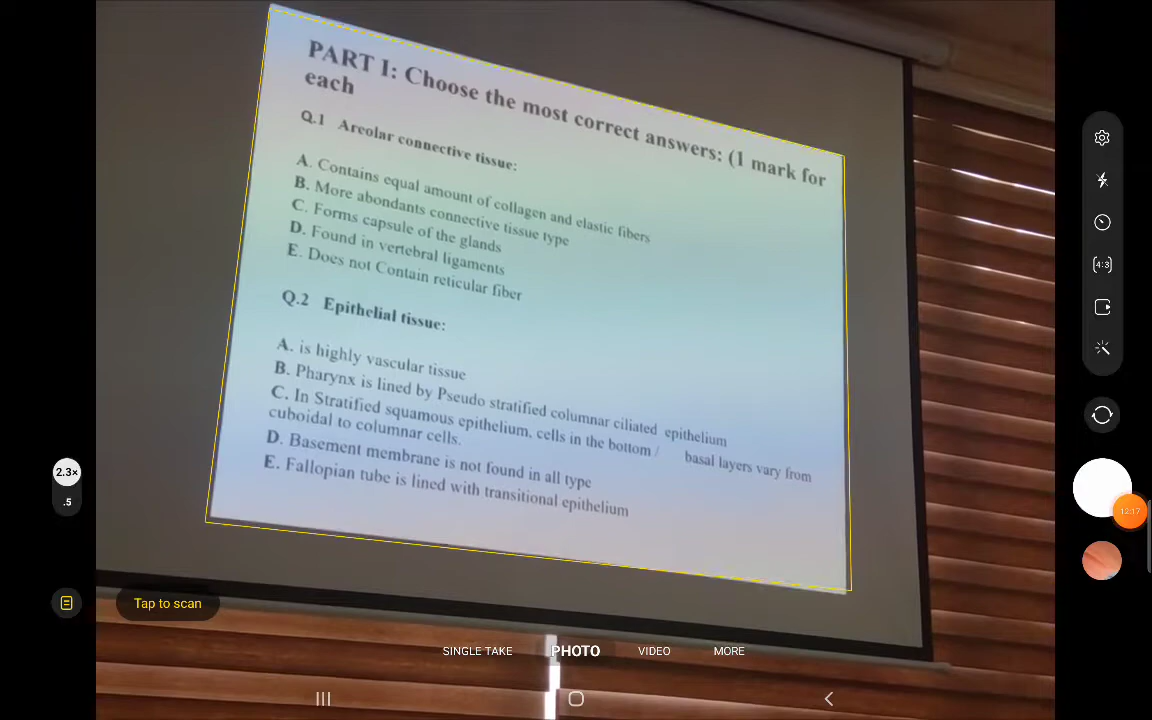 PART I: Choose the most correct answers: (1 mark for
each
Q.1 Areolar connective tissue:
A. Contains equal amount of collagen and elastic fibers
B. More abondants connective tissue type
C. Forms capsule of the glands
D. Found in vertebral ligaments
E. Does not Contain reticular fiber
Q.2 Epithelial tissue:
A. is highly vascular tissue
B. Pharynx is lined by Pseudo stratified columnar ciliated epithelium
C. In Stratified squamous epithelium, cells in the bottom / basal layers vary from
cuboidal to columnar cells.
D. Basement membrane is not found in all type
E. Fallopian tube is lined with transitional epithelium
4:3
2.3×
.5
12:17
Tap to scan
SINGLE TAKE PHOTO VIDEO MORE